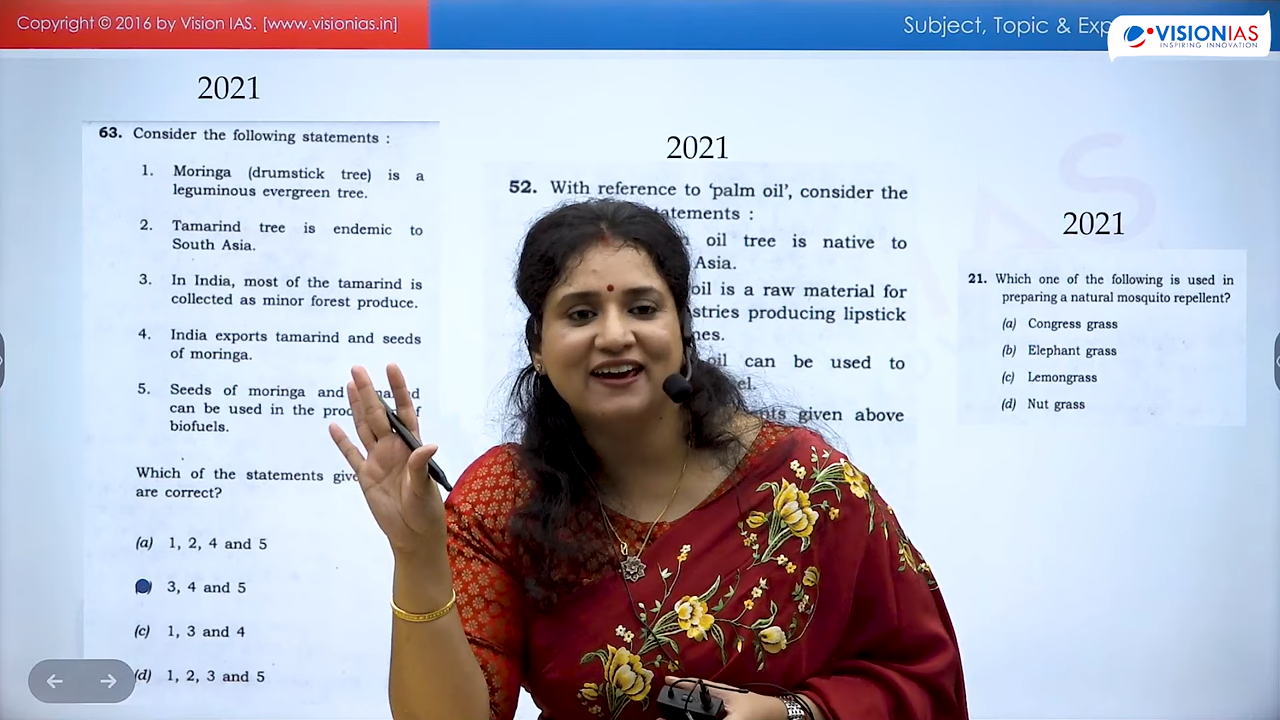 Copyright © 2016 by Vision IAS. [www.visionias.in]
Subject, Topic & Exp
VISIONIAS
INSPIRING INNOVATION
2021
63. Consider the following statements :
1. Moringa (drumstick tree) is a
leguminous evergreen tree.
2. Tamarind tree is endemic to
South Asia.
3. In India, most of the tamarind is
collected as minor forest produce.
4. India exports tamarind and seeds
of moringa.
5. Seeds of moringa and
can be used in the
biofuels.
Which of the statements
are correct?
(a) 1, 2, 4 and 5
3, 4 and 5
(c) 1, 3 and 4
(d) 1, 2, 3 and 5
2021
52. With reference to ‘palm oil’, consider the
statements :
oil tree is native to
Asia.
oil is a raw material for
producing lipstick
oil can be used to
given above
2021
21. Which one of the following is used in
preparing a natural mosquito repellent?
(a) Congress grass
(b) Elephant grass
(c) Lemongrass
(d) Nut grass